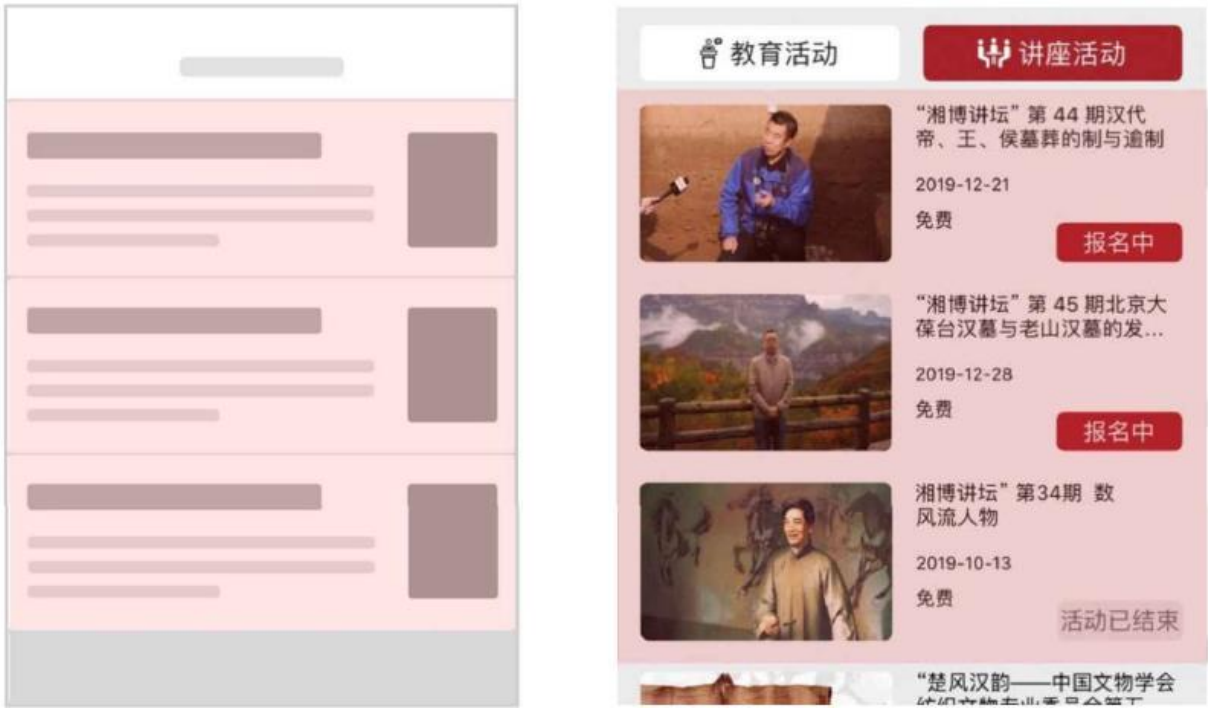 教育活动
讲座活动
“湘博讲坛”第 44 期汉代
帝、王、侯墓葬的制与逾制
2019-12-21
免费
报名中
“湘博讲坛”第 45 期北京大
葆台汉墓与老山汉墓的发...
2019-12-28
免费
报名中
湘博讲坛”第34期 数
风流人物
2019-10-13
免费
活动已结束
“楚风汉韵——中国文物学会